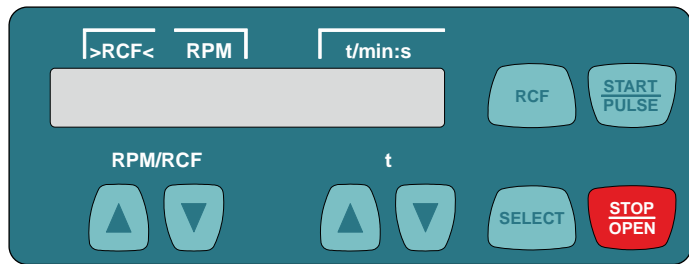 >RCF< RPM t/min:s
RCF
START
PULSE
RPM/RCF t
SELECT
STOP
OPEN